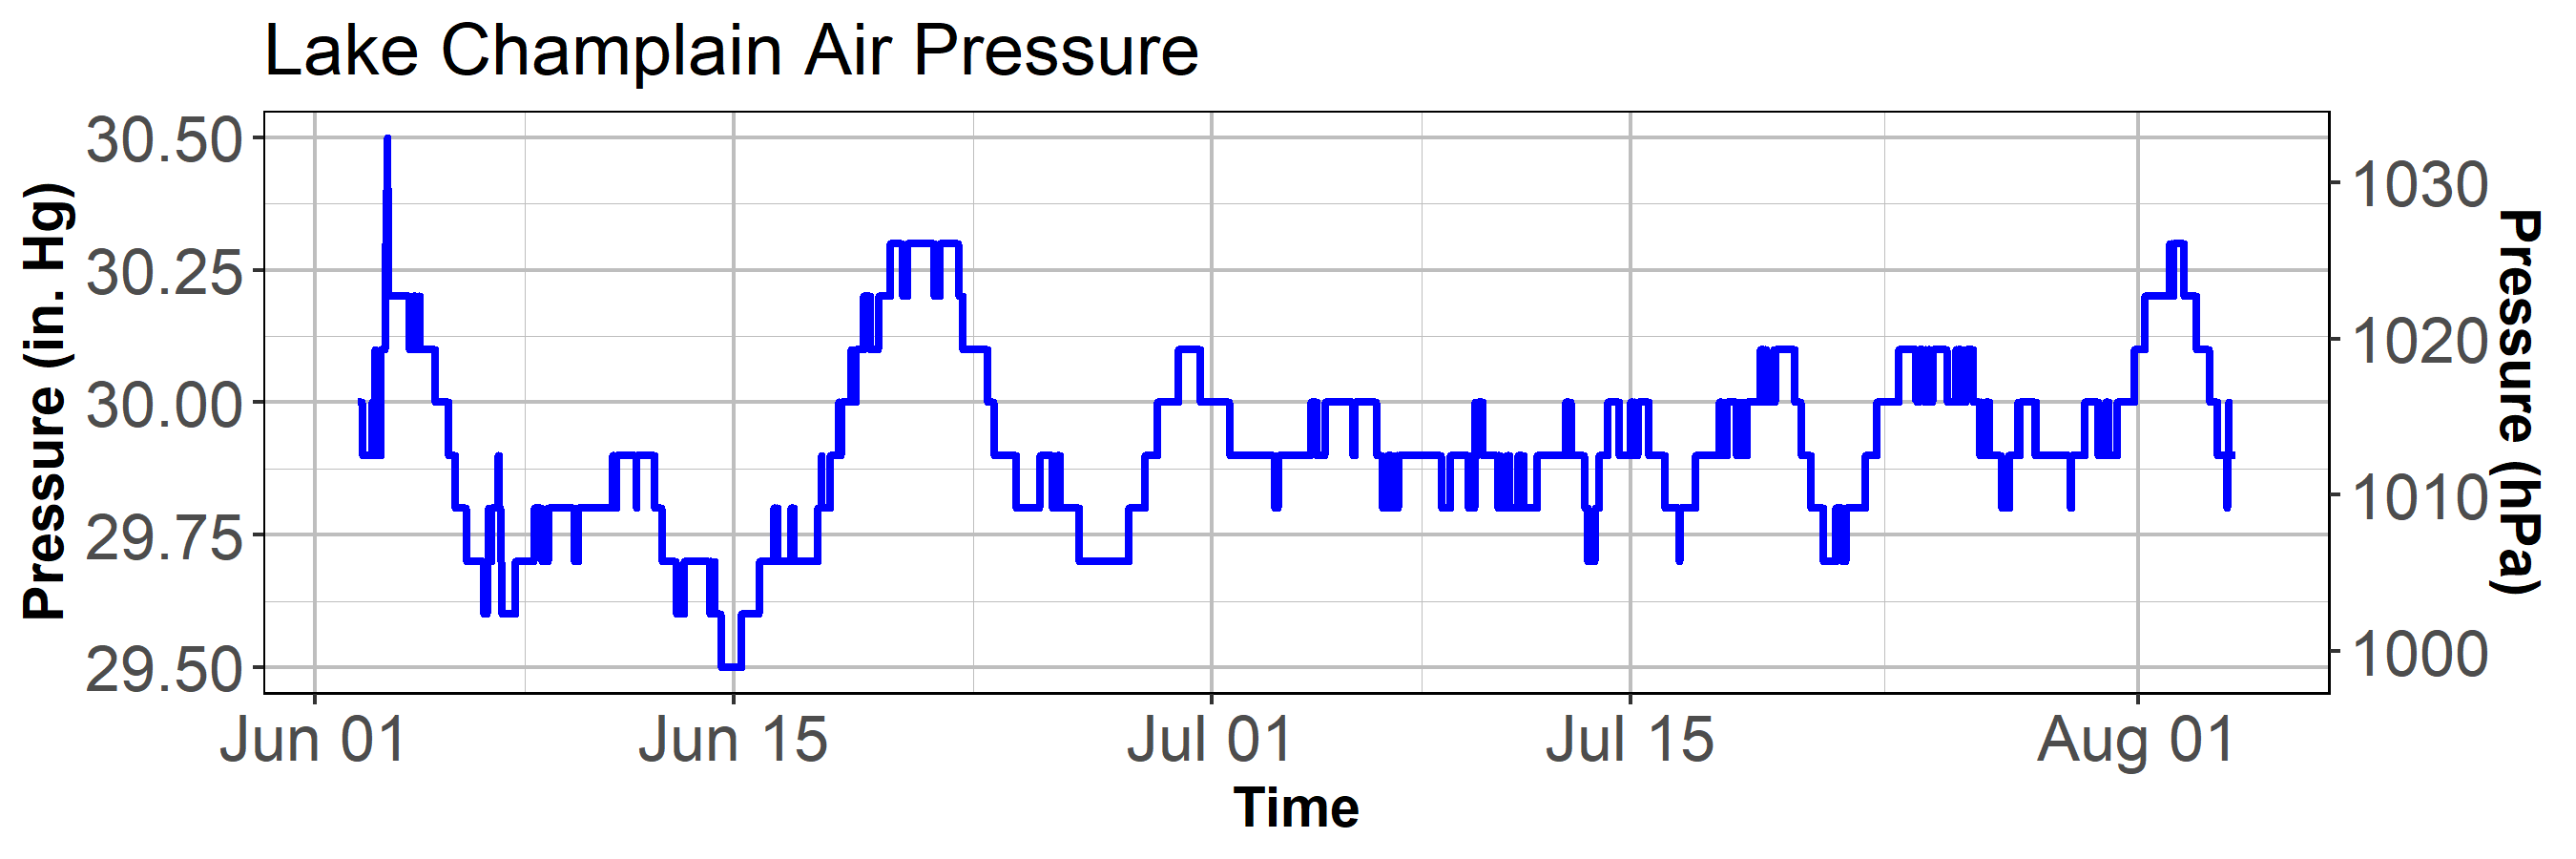 Lake Champlain Air Pressure
Pressure (in. Hg)
30.50
30.25
30.00
29.75
29.50
1030
1020
1010
1000
Pressure (hPa)
Jun 01 Jun 15 Jul 01 Jul 15 Aug 01
Time